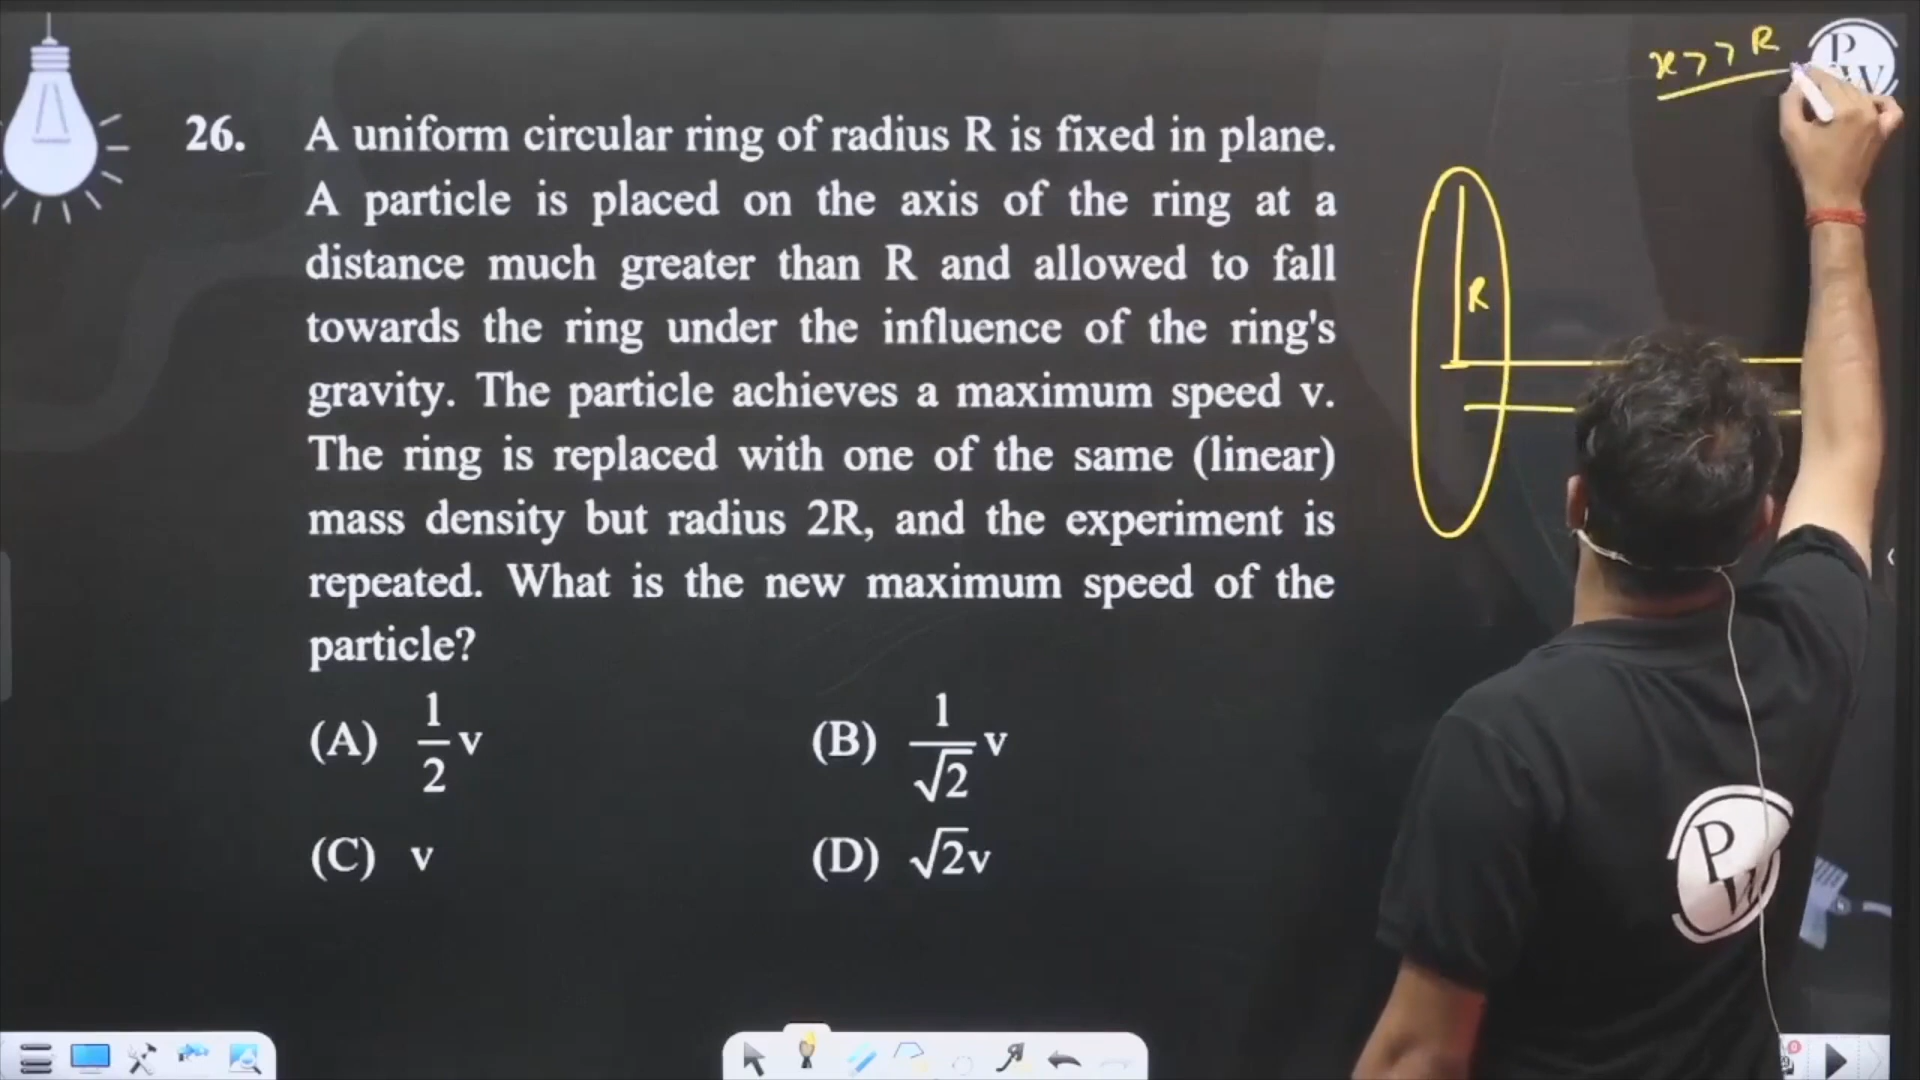 x >> R
PW
26. A uniform circular ring of radius R is fixed in plane.
A particle is placed on the axis of the ring at a
distance much greater than R and allowed to fall
towards the ring under the influence of the ring's
gravity. The particle achieves a maximum speed v.
The ring is replaced with one of the same (linear)
mass density but radius 2R, and the experiment is
repeated. What is the new maximum speed of the
particle?
(A) 1/2 v (B) 1/√2 v
(C) v (D) √2v
R
PW